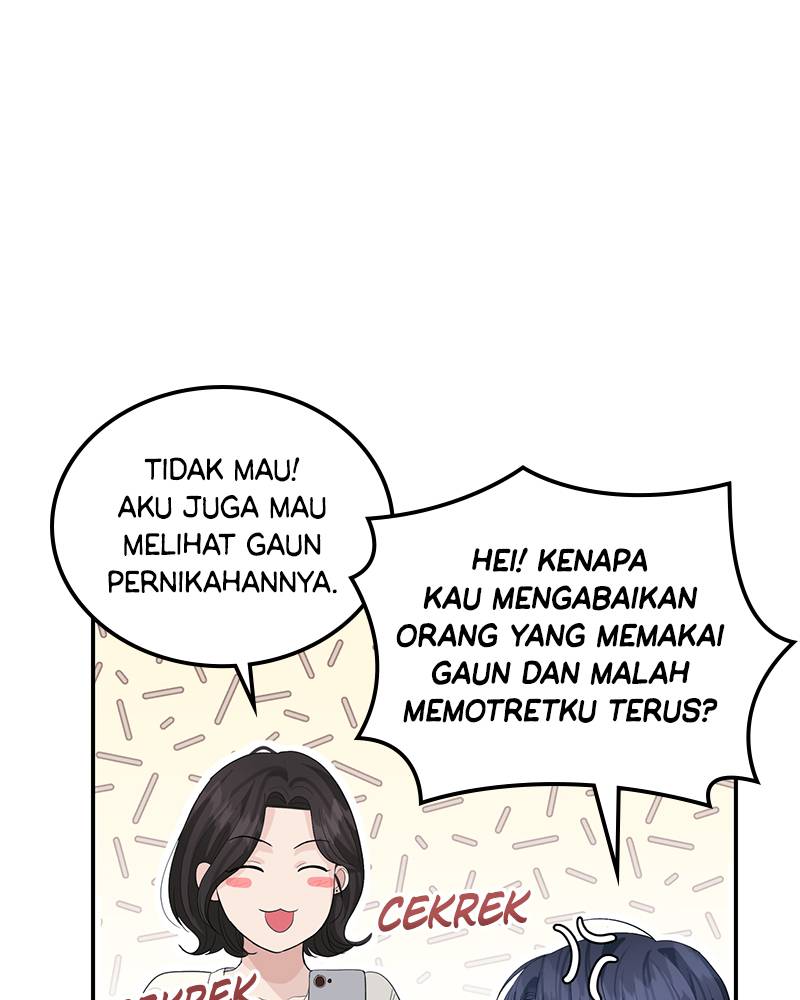 TIDAK MAU!
AKU JUGA MAU
MELIHAT GAUN
PERNIKAHANNYA.
HEI! KENAPA
KAU MENGABAIKAN
ORANG YANG MEMAKAI
GAUN DAN MALAH
MEMOTRETKU TERUS?
CEKREK
CEKREK